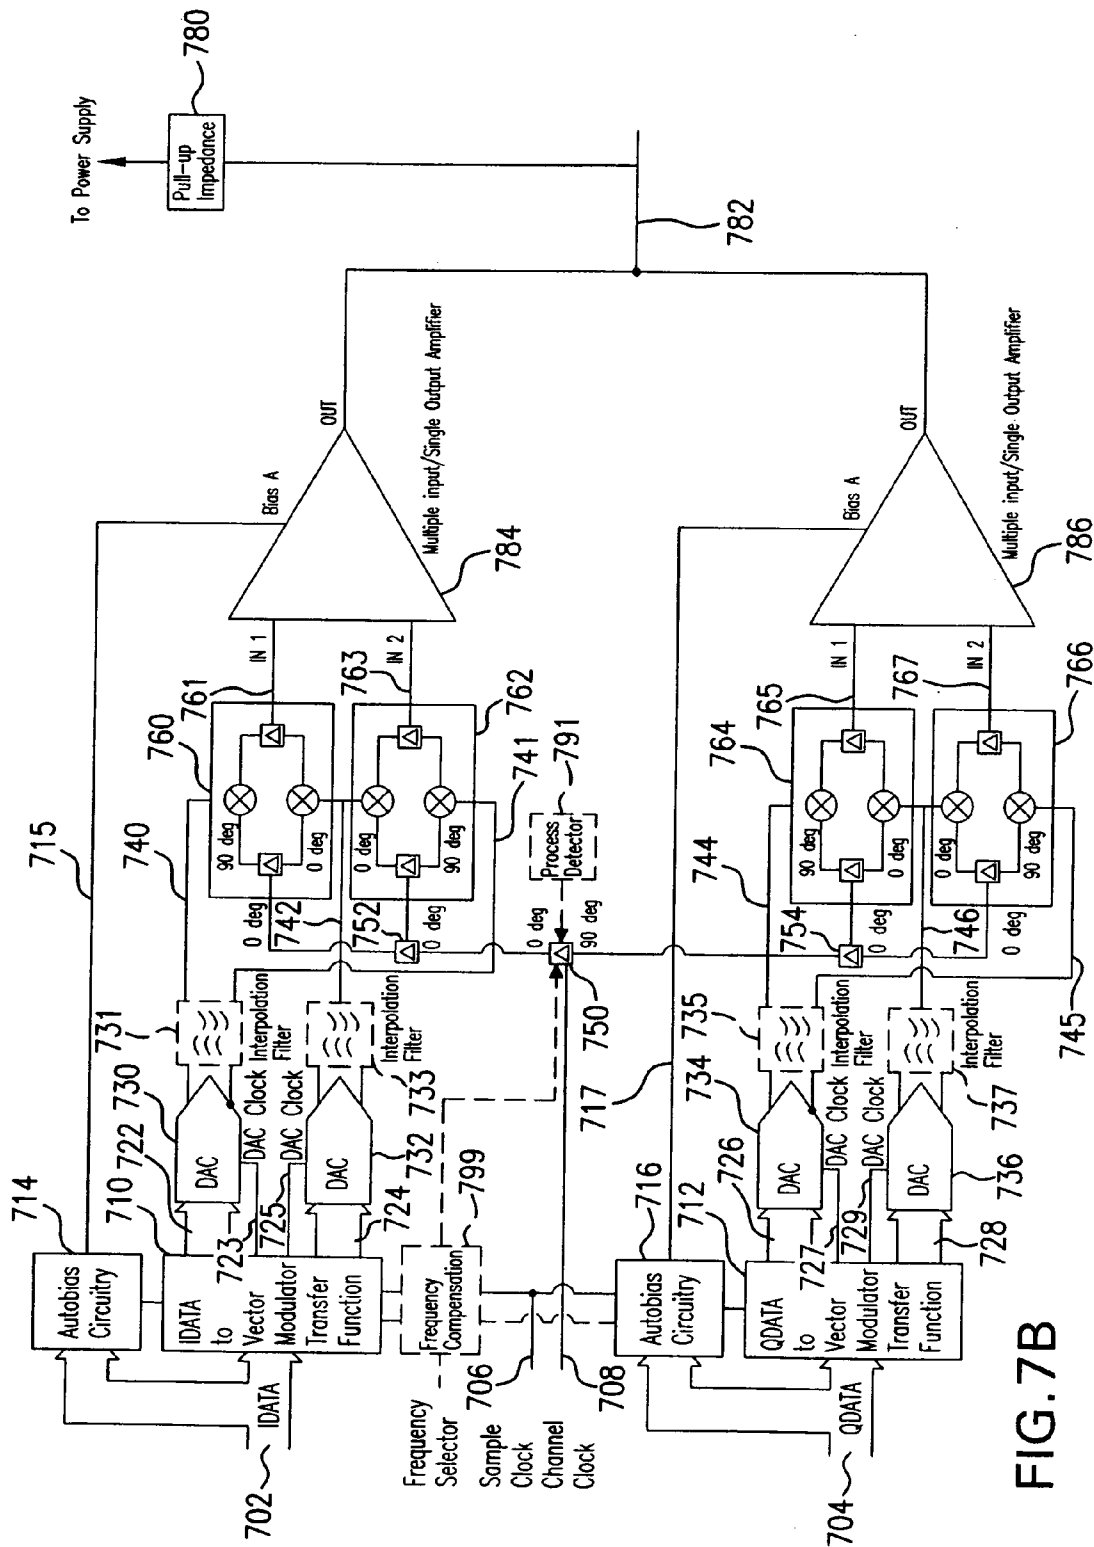 702
IDATA
714
Autobias
Circuitry
715
710
IDATA
to
Vector
Modulator
Transfer
Function
722
723
725
724
730
DAC
DAC Clock
DAC Clock
DAC
732
731
Interpolation
Filter
Interpolation
Filter
733
740
742
752
741
0 deg
0 deg
760
90 deg
0 deg
0 deg
90 deg
762
761
763
IN 1
IN 2
Bias A
784
Multiple input/Single Output Amplifier
OUT
To Power Supply
Pull-up
Impedance
780
782
Frequency
Selector
Frequency
Compensation
799
Sample
Clock
706
Channel
Clock
708
Process
Detector
791
0 deg
90 deg
750
704
QDATA
716
Autobias
Circuitry
717
712
QDATA
to
Vector
Modulator
Transfer
Function
726
727
729
728
734
DAC
DAC Clock
DAC Clock
DAC
736
735
Interpolation
Filter
Interpolation
Filter
737
744
754
746
745
0 deg
0 deg
764
90 deg
0 deg
0 deg
90 deg
766
765
767
IN 1
IN 2
Bias A
786
Multiple input/Single Output Amplifier
OUT
FIG.7B